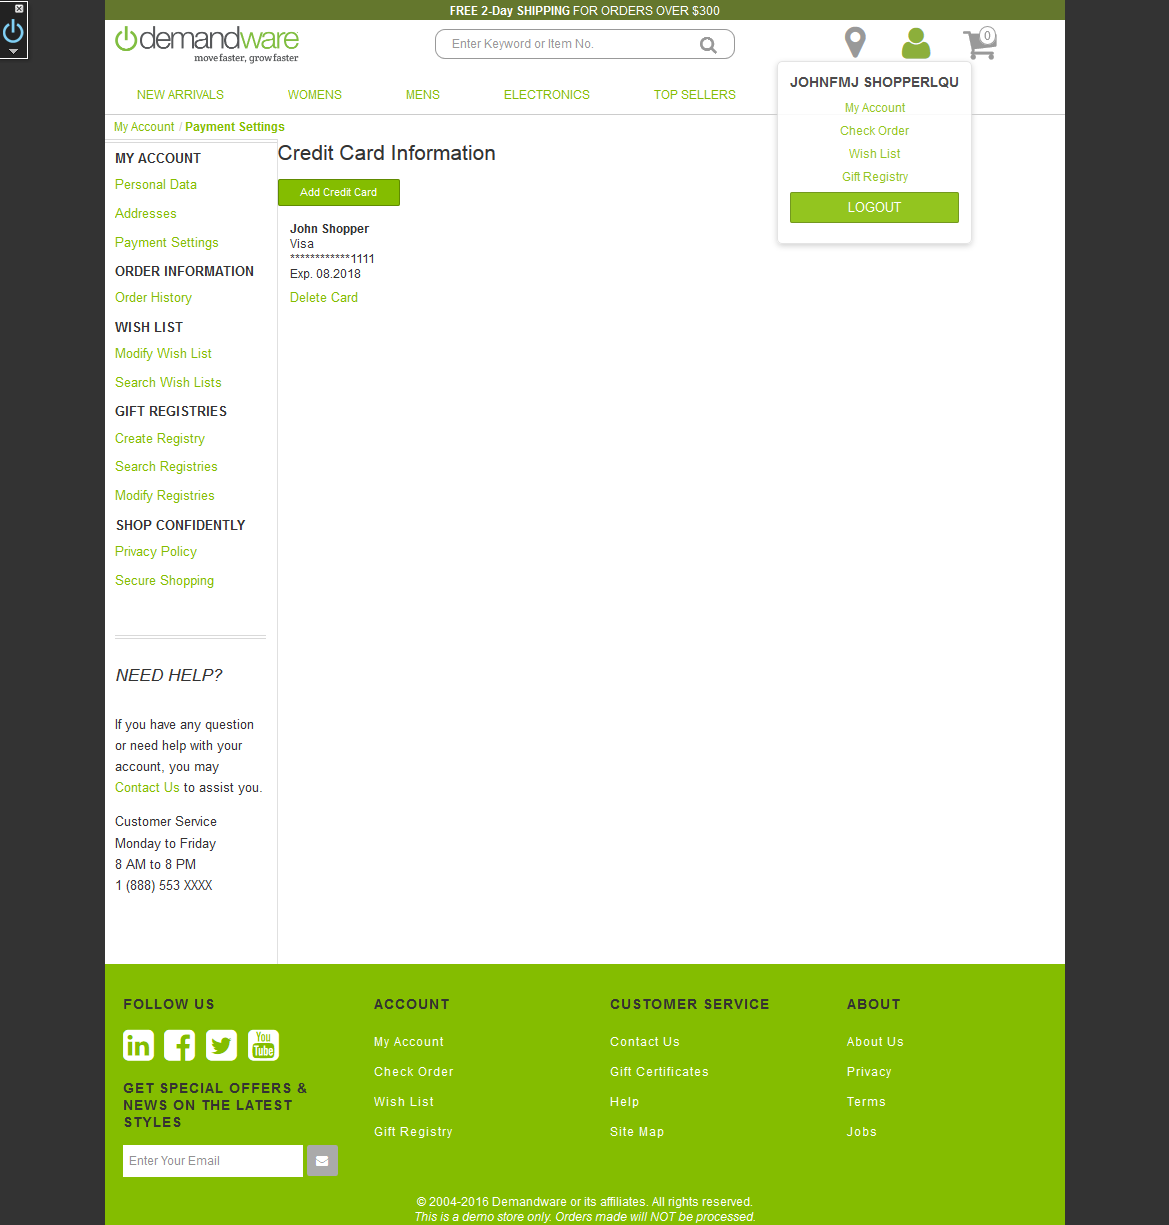 FREE 2-Day SHIPPING FOR ORDERS OVER $300
demandware
move faster, grow faster
Enter Keyword or Item No.
0
NEW ARRIVALS
WOMENS
MENS
ELECTRONICS
TOP SELLERS
JOHNFMJ SHOPPERLQU
My Account
Check Order
Wish List
Gift Registry
LOGOUT
My Account / Payment Settings
MY ACCOUNT
Personal Data
Addresses
Payment Settings
ORDER INFORMATION
Order History
WISH LIST
Modify Wish List
Search Wish Lists
GIFT REGISTRIES
Create Registry
Search Registries
Modify Registries
SHOP CONFIDENTLY
Privacy Policy
Secure Shopping
NEED HELP?
If you have any question
or need help with your
account, you may
Contact Us to assist you.
Customer Service
Monday to Friday
8 AM to 8 PM
1 (888) 553 XXXX
Credit Card Information
Add Credit Card
John Shopper
Visa
************1111
Exp. 08.2018
Delete Card
FOLLOW US
in
You
Tube
GET SPECIAL OFFERS &
NEWS ON THE LATEST
STYLES
Enter Your Email
ACCOUNT
My Account
Check Order
Wish List
Gift Registry
CUSTOMER SERVICE
Contact Us
Gift Certificates
Help
Site Map
ABOUT
About Us
Privacy
Terms
Jobs
© 2004-2016 Demandware or its affiliates. All rights reserved.
This is a demo store only. Orders made will NOT be processed.